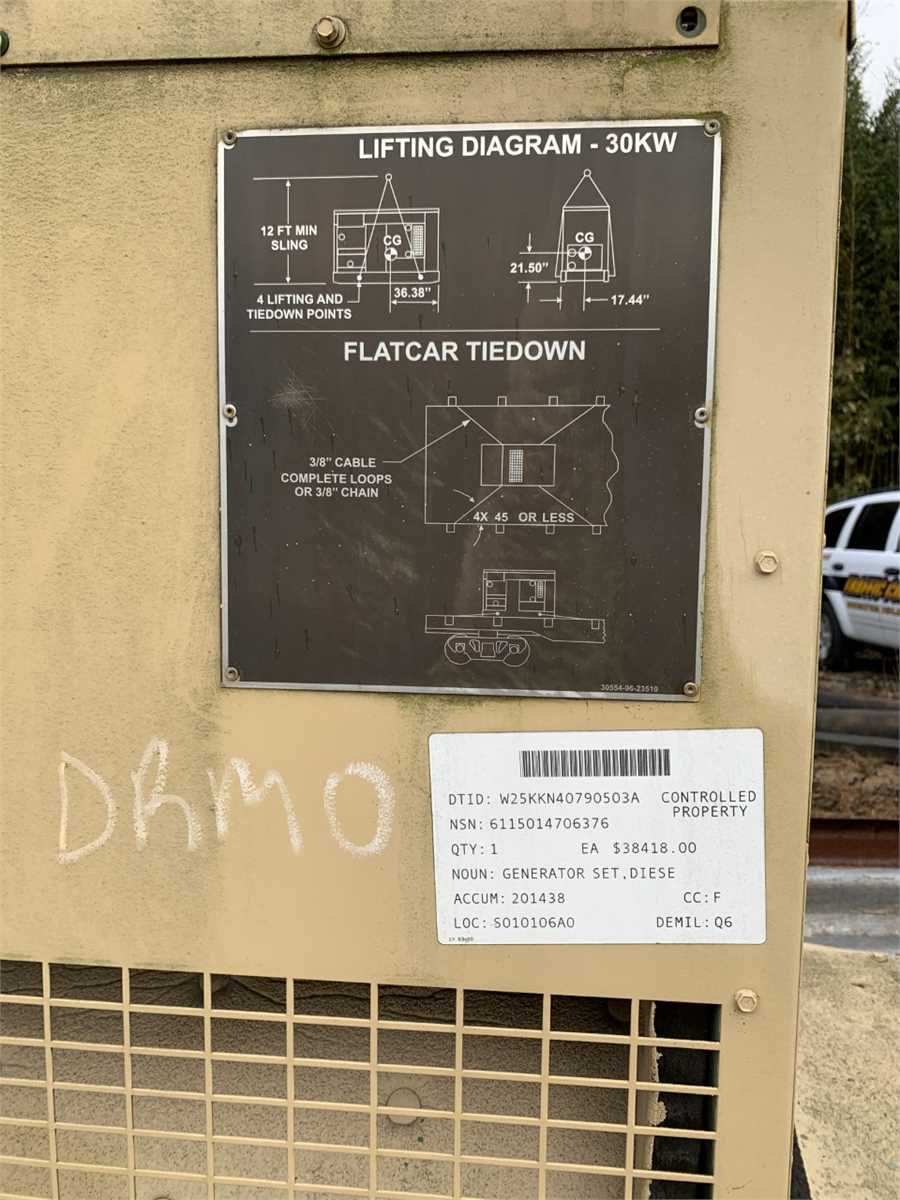 LIFTING DIAGRAM - 30KW
12 FT MIN
SLING
CG
CG
21.50"
36.38"
17.44"
4 LIFTING AND
TIEDOWN POINTS
FLATCAR TIEDOWN
3/8" CABLE
COMPLETE LOOPS
OR 3/8" CHAIN
4X 45 OR LESS
30554-96-23519
DRMO
DTID: W25KKN40790503A CONTROLLED
PROPERTY
NSN: 6115014706376
QTY: 1 EA $38418.00
NOUN: GENERATOR SET,DIESE
ACCUM: 201438 CC: F
LOC: S010106A0 DEMIL: Q6